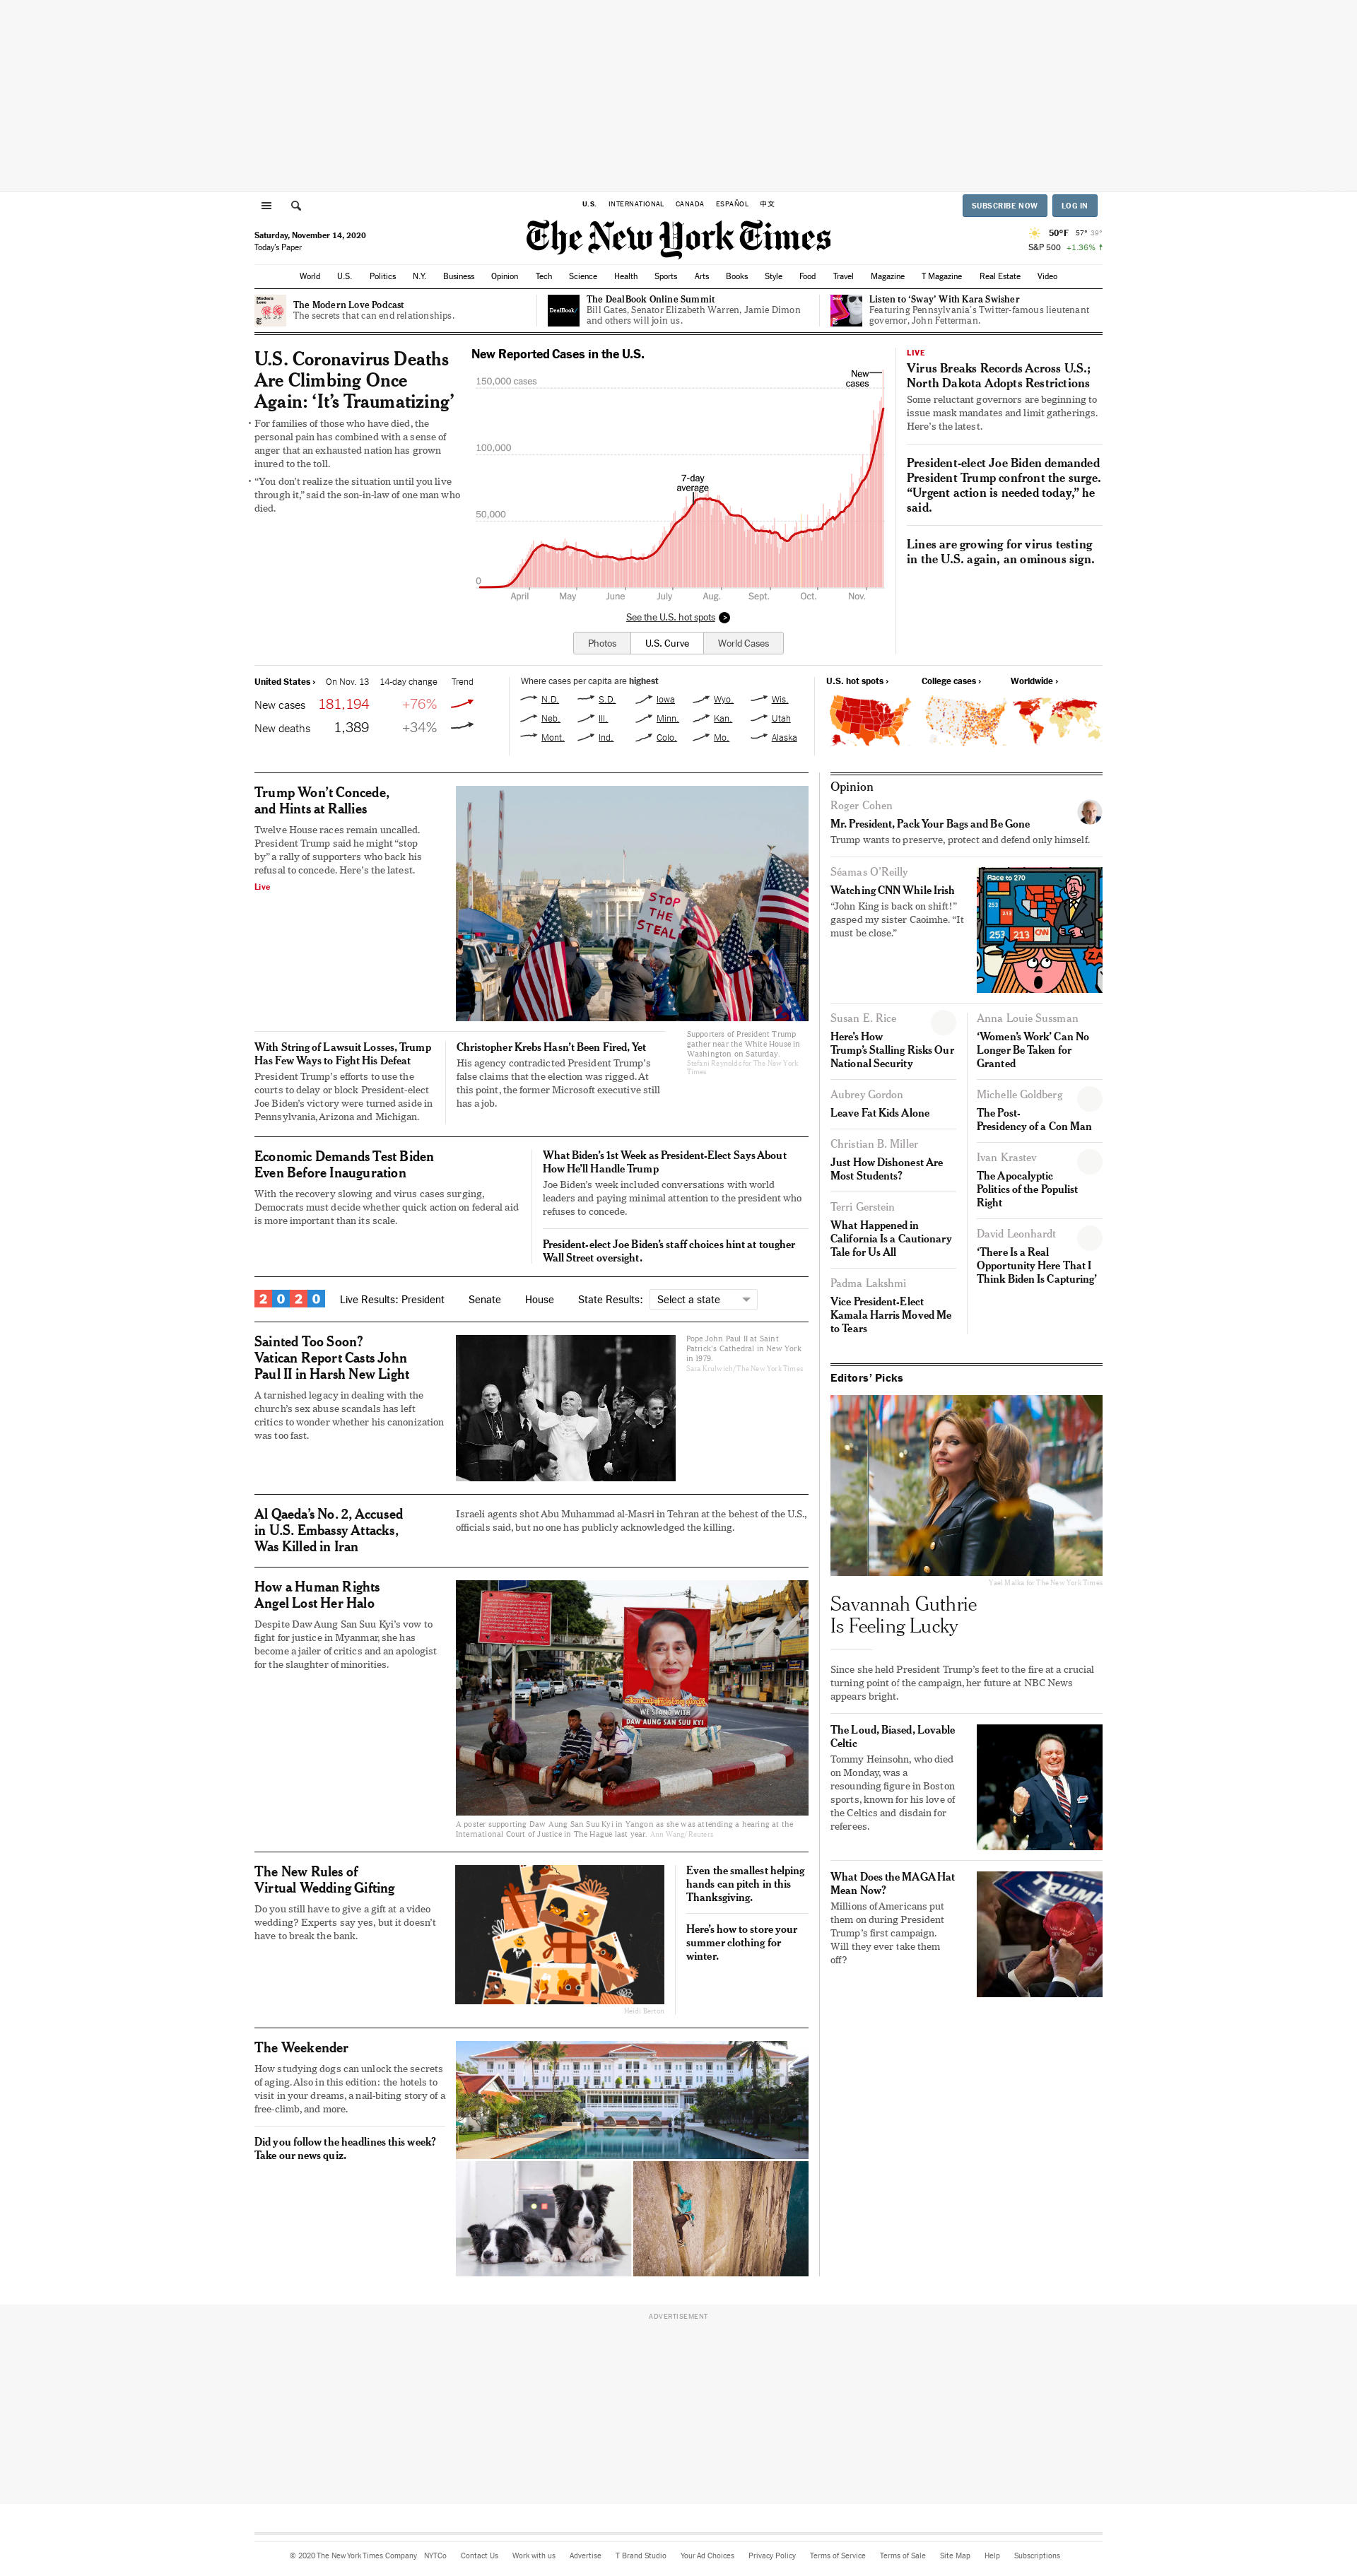 U.S.
INTERNATIONAL
CANADA
ESPAÑOL
中文
SUBSCRIBE NOW
LOG IN
Saturday, November 14, 2020
Today's Paper
The New York Times
50°F 57° 39°
S&P 500 +1.36% ↑
World
U.S.
Politics
N.Y.
Business
Opinion
Tech
Science
Health
Sports
Arts
Books
Style
Food
Travel
Magazine
T Magazine
Real Estate
Video
Modern
Love
The Modern Love Podcast
The secrets that can end relationships.
DealBook
The DealBook Online Summit
Bill Gates, Senator Elizabeth Warren, Jamie Dimon
and others will join us.
Listen to ‘Sway’ With Kara Swisher
Featuring Pennsylvania's Twitter-famous lieutenant
governor, John Fetterman.
U.S. Coronavirus Deaths
Are Climbing Once
Again: ‘It’s Traumatizing’
• For families of those who have died, the
personal pain has combined with a sense of
anger that an exhausted nation has grown
inured to the toll.
• “You don’t realize the situation until you live
through it,” said the son-in-law of one man who
died.
New Reported Cases in the U.S.
150,000 cases
100,000
50,000
0
New
cases
7-day
average
April
May
June
July
Aug.
Sept.
Oct.
Nov.
See the U.S. hot spots
Photos
U.S. Curve
World Cases
LIVE
Virus Breaks Records Across U.S.;
North Dakota Adopts Restrictions
Some reluctant governors are beginning to
issue mask mandates and limit gatherings.
Here’s the latest.
President-elect Joe Biden demanded
President Trump confront the surge.
“Urgent action is needed today,” he
said.
Lines are growing for virus testing
in the U.S. again, an ominous sign.
United States › On Nov. 13 14-day change Trend
New cases 181,194 +76%
New deaths 1,389 +34%
Where cases per capita are highest
N.D. S.D. Iowa Wyo. Wis.
Neb. Ill. Minn. Kan. Utah
Mont. Ind. Colo. Mo. Alaska
U.S. hot spots ›
College cases ›
Worldwide ›
Trump Won’t Concede,
and Hints at Rallies
Twelve House races remain uncalled.
President Trump said he might “stop
by” a rally of supporters who back his
refusal to concede. Here’s the latest.
Live
STOP
THE
STEAL
Supporters of President Trump
gather near the White House in
Washington on Saturday.
Stefani Reynolds for The New York
Times
With String of Lawsuit Losses, Trump
Has Few Ways to Fight His Defeat
President Trump’s efforts to use the
courts to delay or block President-elect
Joe Biden’s victory were turned aside in
Pennsylvania, Arizona and Michigan.
Christopher Krebs Hasn’t Been Fired, Yet
His agency contradicted President Trump’s
false claims that the election was rigged. At
this point, the former Microsoft executive still
has a job.
Economic Demands Test Biden
Even Before Inauguration
With the recovery slowing and virus cases surging,
Democrats must decide whether quick action on federal aid
is more important than its scale.
What Biden’s 1st Week as President-Elect Says About
How He’ll Handle Trump
Joe Biden’s week included conversations with world
leaders and paying minimal attention to the president who
refuses to concede.
President-elect Joe Biden’s staff choices hint at tougher
Wall Street oversight.
2020
Live Results: President
Senate
House
State Results:
Select a state
Sainted Too Soon?
Vatican Report Casts John
Paul II in Harsh New Light
A tarnished legacy in dealing with the
church’s sex abuse scandals has left
critics to wonder whether his canonization
was too fast.
Pope John Paul II at Saint
Patrick’s Cathedral in New York
in 1979.
Sara Krulwich/The New York Times
Al Qaeda’s No. 2, Accused
in U.S. Embassy Attacks,
Was Killed in Iran
Israeli agents shot Abu Muhammad al-Masri in Tehran at the behest of the U.S.,
officials said, but no one has publicly acknowledged the killing.
How a Human Rights
Angel Lost Her Halo
Despite Daw Aung San Suu Kyi’s vow to
fight for justice in Myanmar, she has
become a jailer of critics and an apologist
for the slaughter of minorities.
WE STAND WITH
DAW AUNG SAN SUU KYI
A poster supporting Daw Aung San Suu Kyi in Yangon as she was attending a hearing at the
International Court of Justice in The Hague last year. Ann Wang/Reuters
The New Rules of
Virtual Wedding Gifting
Do you still have to give a gift at a video
wedding? Experts say yes, but it doesn’t
have to break the bank.
Heidi Berton
Even the smallest helping
hands can pitch in this
Thanksgiving.
Here’s how to store your
summer clothing for
winter.
The Weekender
How studying dogs can unlock the secrets
of aging. Also in this edition: the hotels to
visit in your dreams, a nail-biting story of a
free-climb, and more.
Did you follow the headlines this week?
Take our news quiz.
Opinion
Roger Cohen
Mr. President, Pack Your Bags and Be Gone
Trump wants to preserve, protect and defend only himself.
Séamas O’Reilly
Watching CNN While Irish
“John King is back on shift!”
gasped my sister Caoimhe. “It
must be close.”
Race to 270
253
213
253 213 CNN
Susan E. Rice
Here’s How
Trump’s Stalling Risks Our
National Security
Aubrey Gordon
Leave Fat Kids Alone
Christian B. Miller
Just How Dishonest Are
Most Students?
Terri Gerstein
What Happened in
California Is a Cautionary
Tale for Us All
Padma Lakshmi
Vice President-Elect
Kamala Harris Moved Me
to Tears
Anna Louie Sussman
‘Women’s Work’ Can No
Longer Be Taken for
Granted
Michelle Goldberg
The Post-
Presidency of a Con Man
Ivan Krastev
The Apocalyptic
Politics of the Populist
Right
David Leonhardt
‘There Is a Real
Opportunity Here That I
Think Biden Is Capturing’
Editors’ Picks
Yael Malka for The New York Times
Savannah Guthrie
Is Feeling Lucky
Since she held President Trump’s feet to the fire at a crucial
turning point of the campaign, her future at NBC News
appears bright.
The Loud, Biased, Lovable
Celtic
Tommy Heinsohn, who died
on Monday, was a
resounding figure in Boston
sports, known for his love of
the Celtics and disdain for
referees.
What Does the MAGA Hat
Mean Now?
Millions of Americans put
them on during President
Trump’s first campaign.
Will they ever take them
off?
TRUMP
ADVERTISEMENT
© 2020 The New York Times Company
NYTCo
Contact Us
Work with us
Advertise
T Brand Studio
Your Ad Choices
Privacy Policy
Terms of Service
Terms of Sale
Site Map
Help
Subscriptions